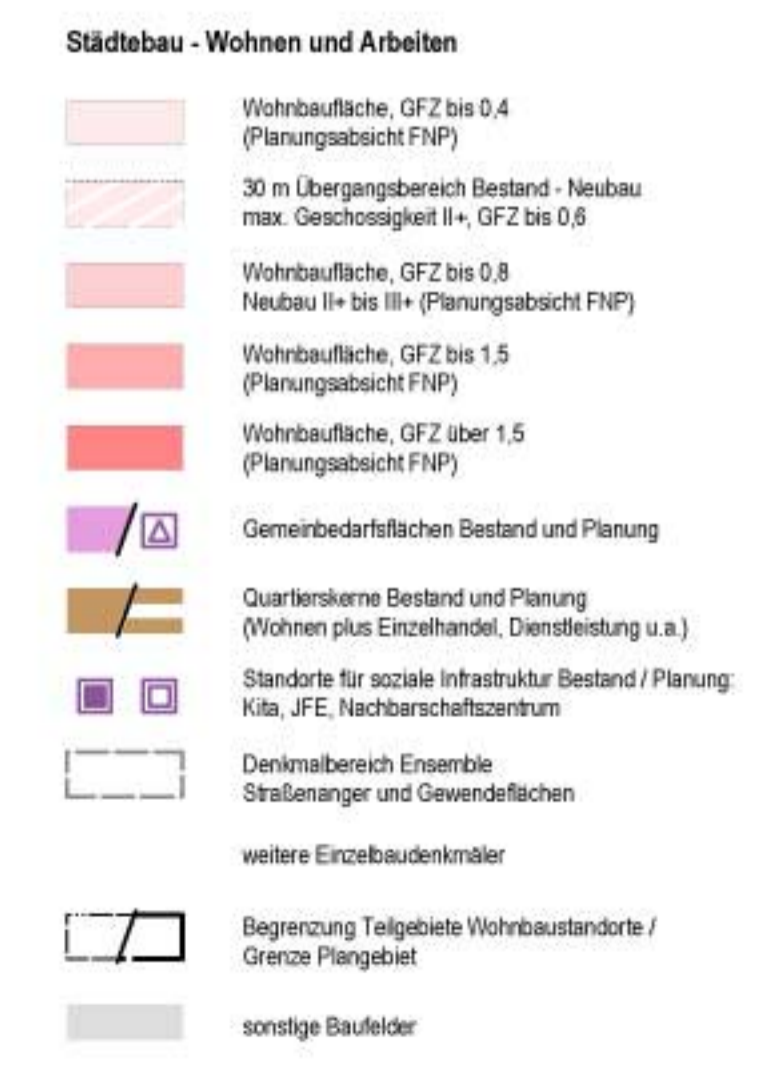 Städtebau - Wohnen und Arbeiten
Wohnbaufläche, GFZ bis 0,4
(Planungsabsicht FNP)
30 m Übergangsbereich Bestand - Neubau
max. Geschossigkeit II+, GFZ bis 0,6
Wohnbaufläche, GFZ bis 0,8
Neubau II+ bis III+ (Planungsabsicht FNP)
Wohnbaufläche, GFZ bis 1,5
(Planungsabsicht FNP)
Wohnbaufläche, GFZ über 1,5
(Planungsabsicht FNP)
Gemeinbedarfsflächen Bestand und Planung
Quartierskerne Bestand und Planung
(Wohnen plus Einzelhandel, Dienstleistung u.a.)
Standorte für soziale Infrastruktur Bestand / Planung:
Kita, JFE, Nachbarschaftszentrum
Denkmalbereich Ensemble
Straßenanger und Gewendeflächen
weitere Einzelbaudenkmäler
Begrenzung Teilgebiete Wohnbaustandorte /
Grenze Plangebiet
sonstige Baufelder